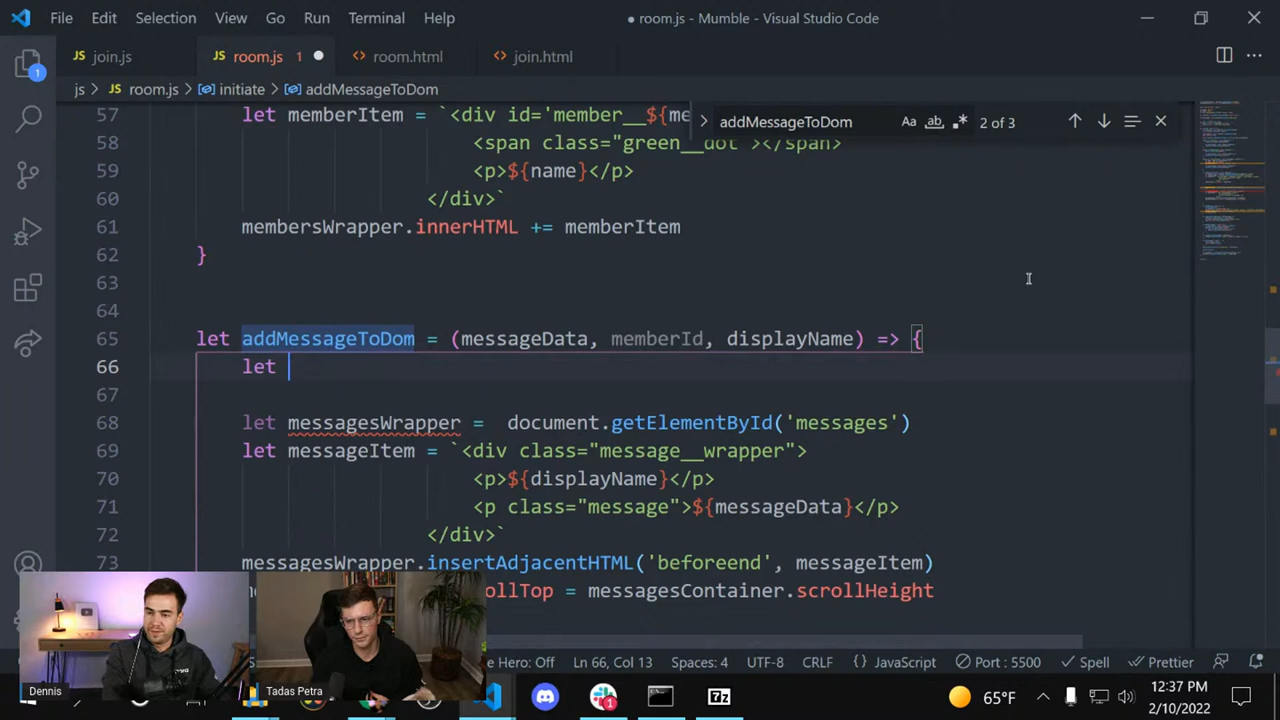 File Edit Selection View Go Run Terminal Help
● room.js - Mumble - Visual Studio Code
JS join.js JS room.js 1 ● <> room.html <> join.html
js > JS room.js > initiate > addMessageToDom
addMessageToDom Aa ab .* 2 of 3
57 let memberItem = `<div id='member__${me
58 <span class="green__dot"></span>
59 <p>${name}</p>
60 </div>`
61 membersWrapper.innerHTML += memberItem
62 }
63
64
65 let addMessageToDom = (messageData, memberId, displayName) => {
66 let
67
68 let messagesWrapper = document.getElementById('messages')
69 let messageItem = `<div class="message__wrapper">
70 <p>${displayName}</p>
71 <p class="message">${messageData}</p>
72 </div>`
73 messagesWrapper.insertAdjacentHTML('beforeend', messageItem)
ollTop = messagesContainer.scrollHeight
1
Dennis
Tadas Petra
Hero: Off Ln 66, Col 13 Spaces: 4 UTF-8 CRLF {} JavaScript Port : 5500 Spell Prettier
1
7z
65°F
12:37 PM
2/10/2022